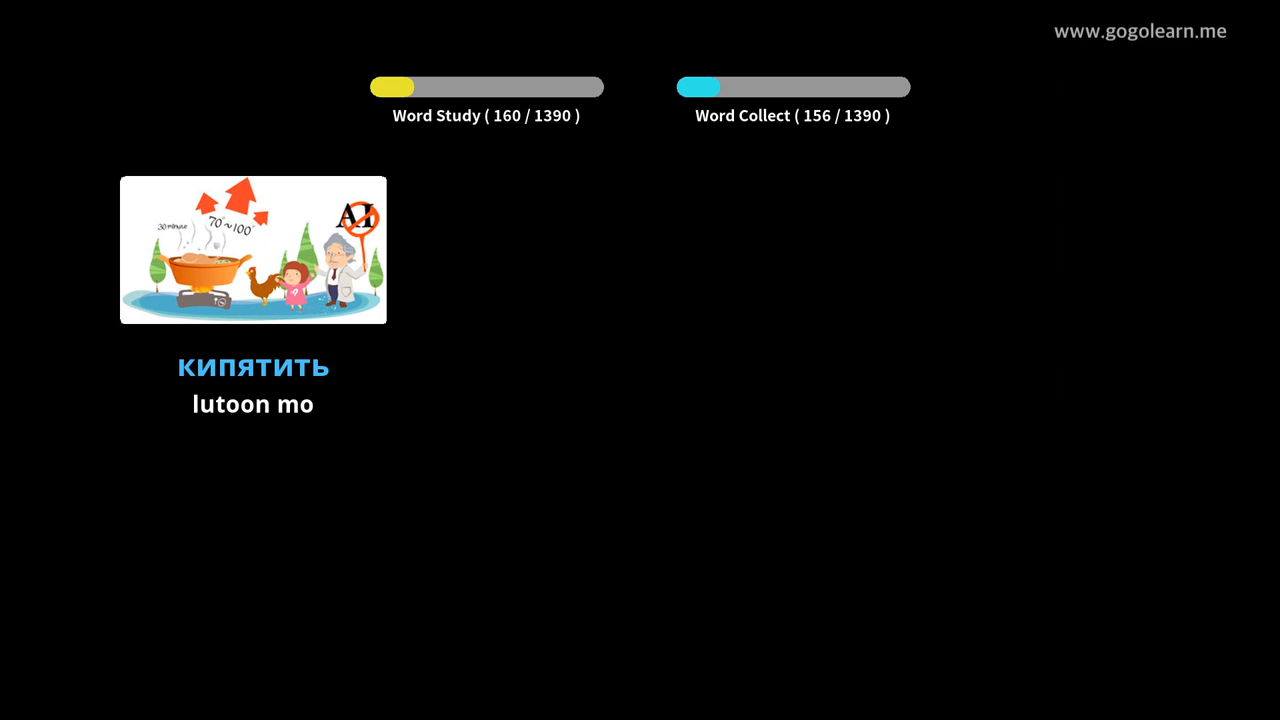 www.gogolearn.me
Word Study ( 160 / 1390 )
Word Collect ( 156 / 1390 )
30 minute
70°~100°
AI
кипятить
lutoon mo